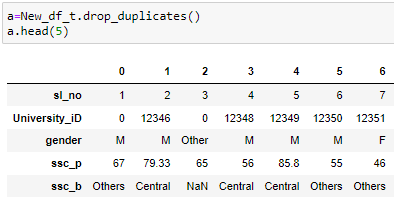 a=New_df_t.drop_duplicates()
a.head(5)
0 1 2 3 4 5 6
sl_no 1 2 3 4 5 6 7
University_iD 0 12346 0 12348 12349 12350 12351
gender M M Other M M M F
ssc_p 67 79.33 65 56 85.8 55 46
ssc_b Others Central NaN Central Central Others Others